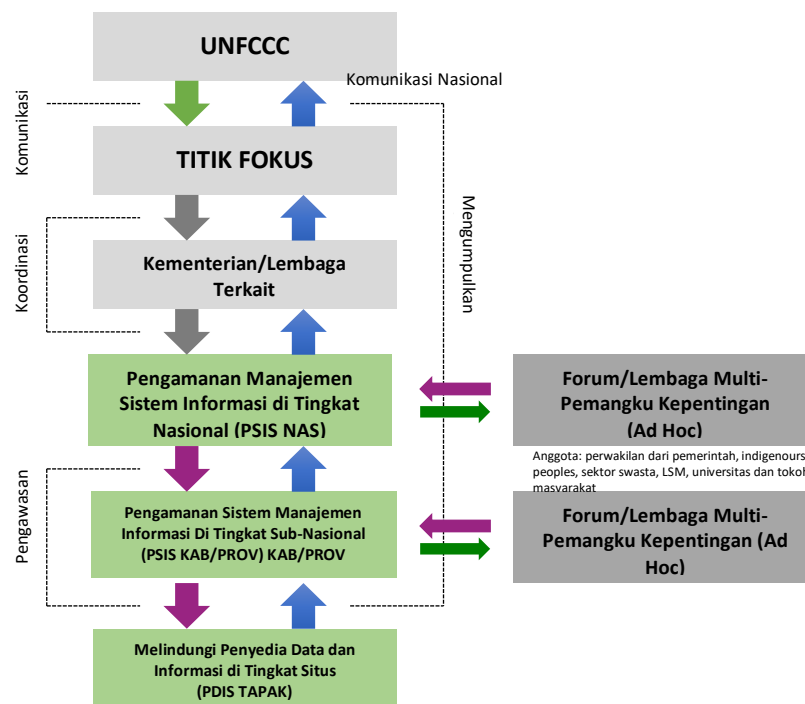 UNFCCC
Komunikasi Nasional
Komunikasi
TITIK FOKUS
Koordinasi
Kementerian/Lembaga
Terkait
Mengumpulkan
Pengamanan Manajemen
Sistem Informasi di Tingkat
Nasional (PSIS NAS)
Forum/Lembaga Multi-
Pemangku Kepentingan
(Ad Hoc)
Anggota: perwakilan dari pemerintah, indigenours
peoples, sektor swasta, LSM, universitas dan tokoh
masyarakat
Pengawasan
Pengamanan Sistem Manajemen
Informasi Di Tingkat Sub-Nasional
(PSIS KAB/PROV) KAB/PROV
Forum/Lembaga Multi-
Pemangku Kepentingan (Ad
Hoc)
Melindungi Penyedia Data dan
Informasi di Tingkat Situs
(PDIS TAPAK)